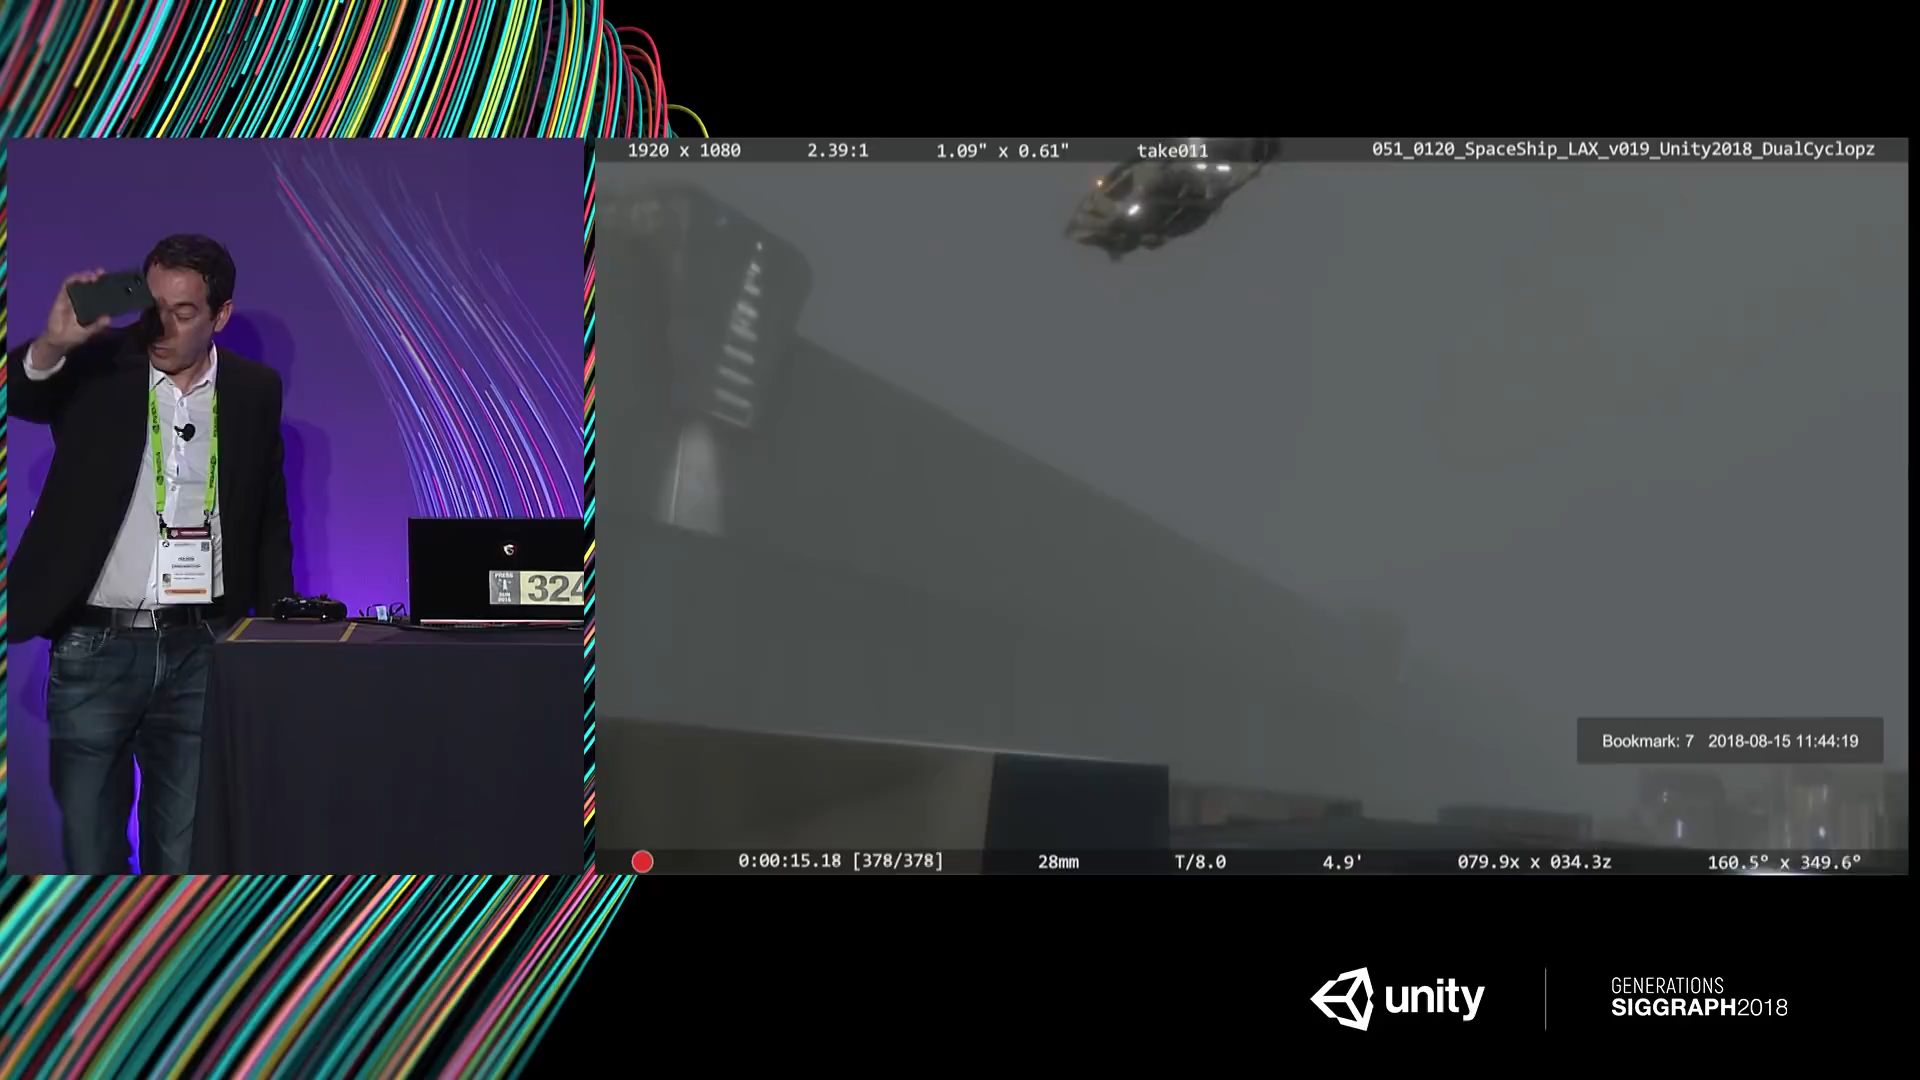 1920 x 1080 2.39:1 1.09" x 0.61" take011 051_0120_SpaceShip_LAX_v019_Unity2018_DualCyclopz
PRESS
324
Bookmark: 7 2018-08-15 11:44:19
0:00:15.18 [378/378] 28mm T/8.0 4.9' 079.9x x 034.3z 160.5° x 349.6°
unity
GENERATIONS
SIGGRAPH2018